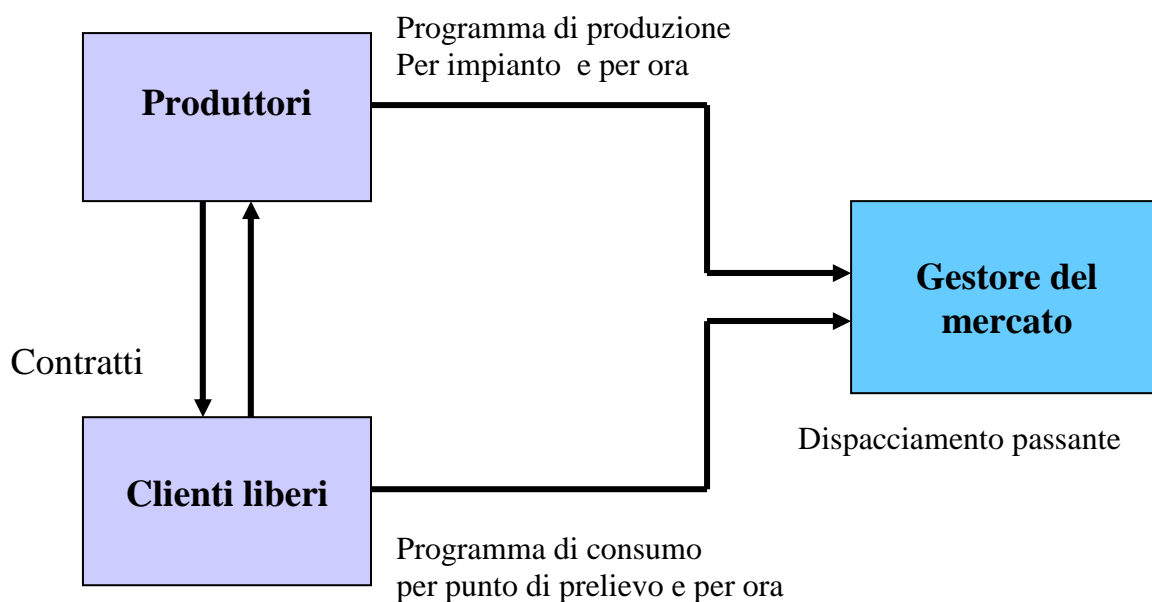 Programma di produzione
Per impianto e per ora
Produttori
Gestore del
mercato
Contratti
Dispacciamento passante
Clienti liberi
Programma di consumo
per punto di prelievo e per ora